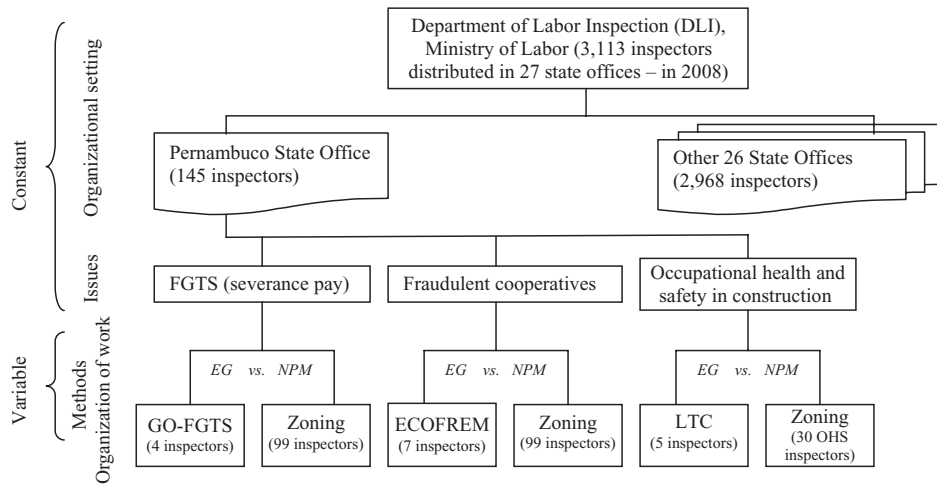 Department of Labor Inspection (DLI),
Ministry of Labor (3,113 inspectors
distributed in 27 state offices – in 2008)
Constant
Organizational setting
Pernambuco State Office
(145 inspectors)
Other 26 State Offices
(2,968 inspectors)
Issues
FGTS (severance pay)
Fraudulent cooperatives
Occupational health and
safety in construction
Variable
Methods
Organization of work
EG vs. NPM
EG vs. NPM
EG vs. NPM
GO-FGTS
(4 inspectors)
Zoning
(99 inspectors)
ECOFREM
(7 inspectors)
Zoning
(99 inspectors)
LTC
(5 inspectors)
Zoning
(30 OHS
inspectors)